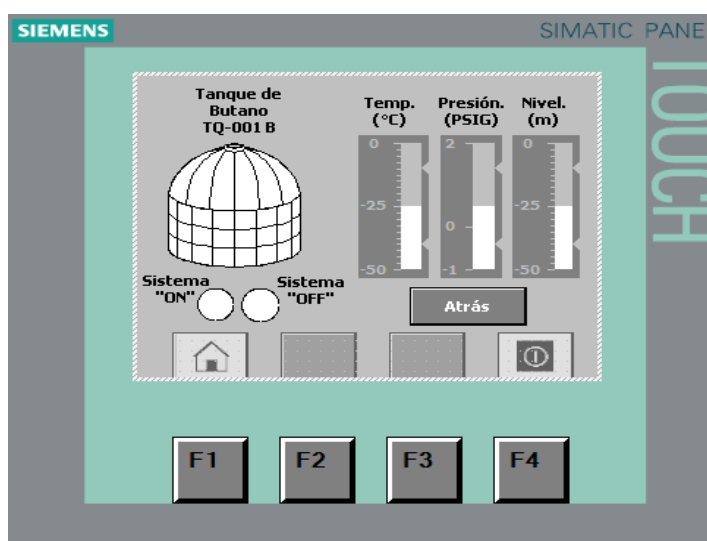 SIEMENS
SIMATIC PANE
TOUCH
Tanque de
Butano
TQ-001 B
Temp.
(°C)
Presión.
(PSIG)
Nivel.
(m)
0
-25
-50
2
0
-1
0
-25
-50
Sistema
"ON"
Sistema
"OFF"
Atrás
F1
F2
F3
F4